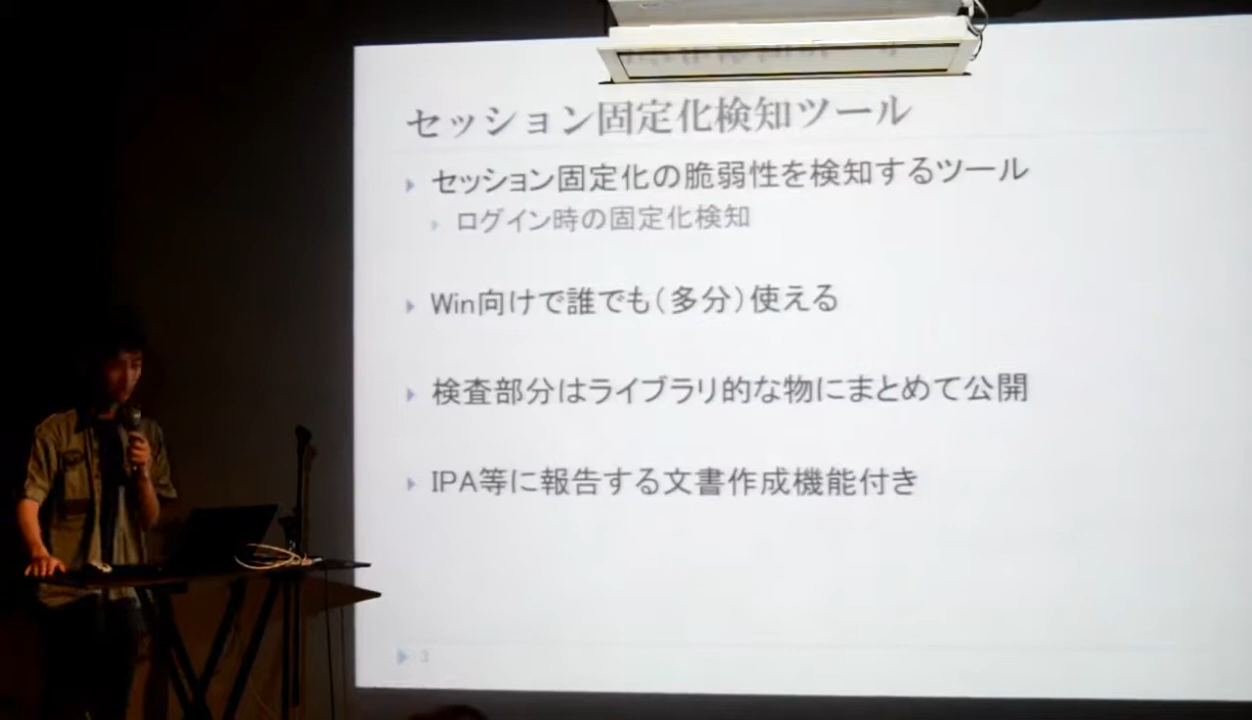 セッション固定化検知ツール
セッション固定化の脆弱性を検知するツール
ログイン時の固定化検知
Win向けで誰でも(多分)使える
検査部分はライブラリ的な物にまとめて公開
IPA等に報告する文書作成機能付き
3